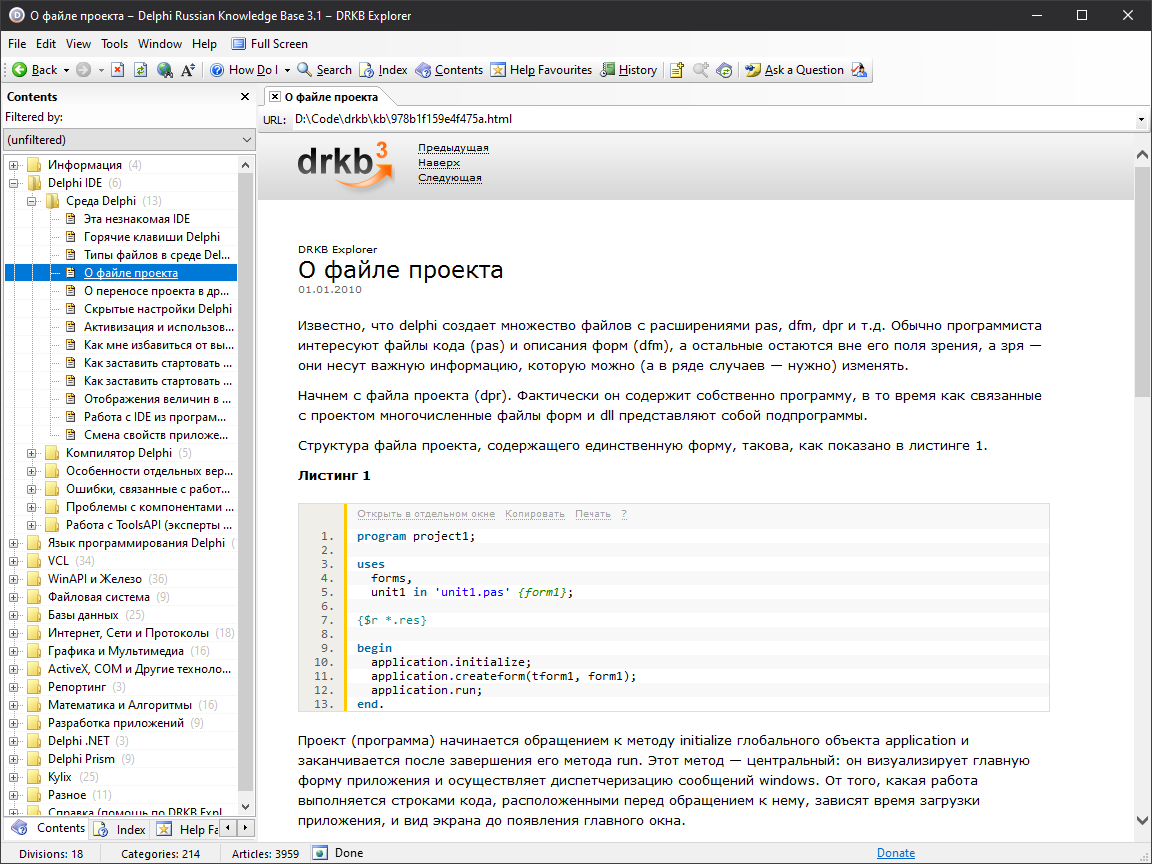 О файле проекта – Delphi Russian Knowledge Base 3.1 – DRKB Explorer
File Edit View Tools Window Help Full Screen
Back How Do I Search Index Contents Help Favourites History Ask a Question
Contents
Filtered by:
(unfiltered)
Информация (4)
Delphi IDE (6)
Среда Delphi (13)
Эта незнакомая IDE
Горячие клавиши Delphi
Типы файлов в среде Del...
О файле проекта
О переносе проекта в др...
Скрытые настройки Delphi
Активизация и использов...
Как мне избавиться от вы...
Как заставить стартовать ...
Как заставить стартовать ...
Отображения величин в ...
Работа с IDE из програм...
Смена свойств приложе...
Компилятор Delphi (5)
Особенности отдельных вер...
Ошибки, связанные с работ...
Проблемы с компонентами ...
Работа с ToolsAPI (эксперты ...
Язык программирования Delphi (
VCL (34)
WinAPI и Железо (36)
Файловая система (9)
Базы данных (25)
Интернет, Сети и Протоколы (18)
Графика и Мультимедиа (16)
ActiveX, COM и Другие техноло...
Репортинг (3)
Математика и Алгоритмы (16)
Разработка приложений (9)
Delphi .NET (3)
Delphi Prism (9)
Kylix (25)
Разное (11)
Справка (помощь по DRKB Expl
Contents Index Help Fa
О файле проекта
URL: D:\Code\drkb\kb\978b1f159e4f475a.html
drkb3
Предыдущая
Наверх
Следующая
DRKB Explorer
О файле проекта
01.01.2010
Известно, что delphi создает множество файлов с расширениями pas, dfm, dpr и т.д. Обычно программиста
интересуют файлы кода (pas) и описания форм (dfm), а остальные остаются вне его поля зрения, а зря —
они несут важную информацию, которую можно (а в ряде случаев — нужно) изменять.
Начнем с файла проекта (dpr). Фактически он содержит собственно программу, в то время как связанные
с проектом многочисленные файлы форм и dll представляют собой подпрограммы.
Структура файла проекта, содержащего единственную форму, такова, как показано в листинге 1.
Листинг 1
Открыть в отдельном окне Копировать Печать ?
1. program project1;
2.
3. uses
4. forms,
5. unit1 in 'unit1.pas' {form1};
6.
7. {$r *.res}
8.
9. begin
10. application.initialize;
11. application.createform(tform1, form1);
12. application.run;
13. end.
Проект (программа) начинается обращением к методу initialize глобального объекта application и
заканчивается после завершения его метода run. Этот метод — центральный: он визуализирует главную
форму приложения и осуществляет диспетчеризацию сообщений windows. От того, какая работа
выполняется строками кода, расположенными перед обращением к нему, зависят время загрузки
приложения, и вид экрана до появления главного окна.
Divisions: 18 Categories: 214 Articles: 3959 Done Donate